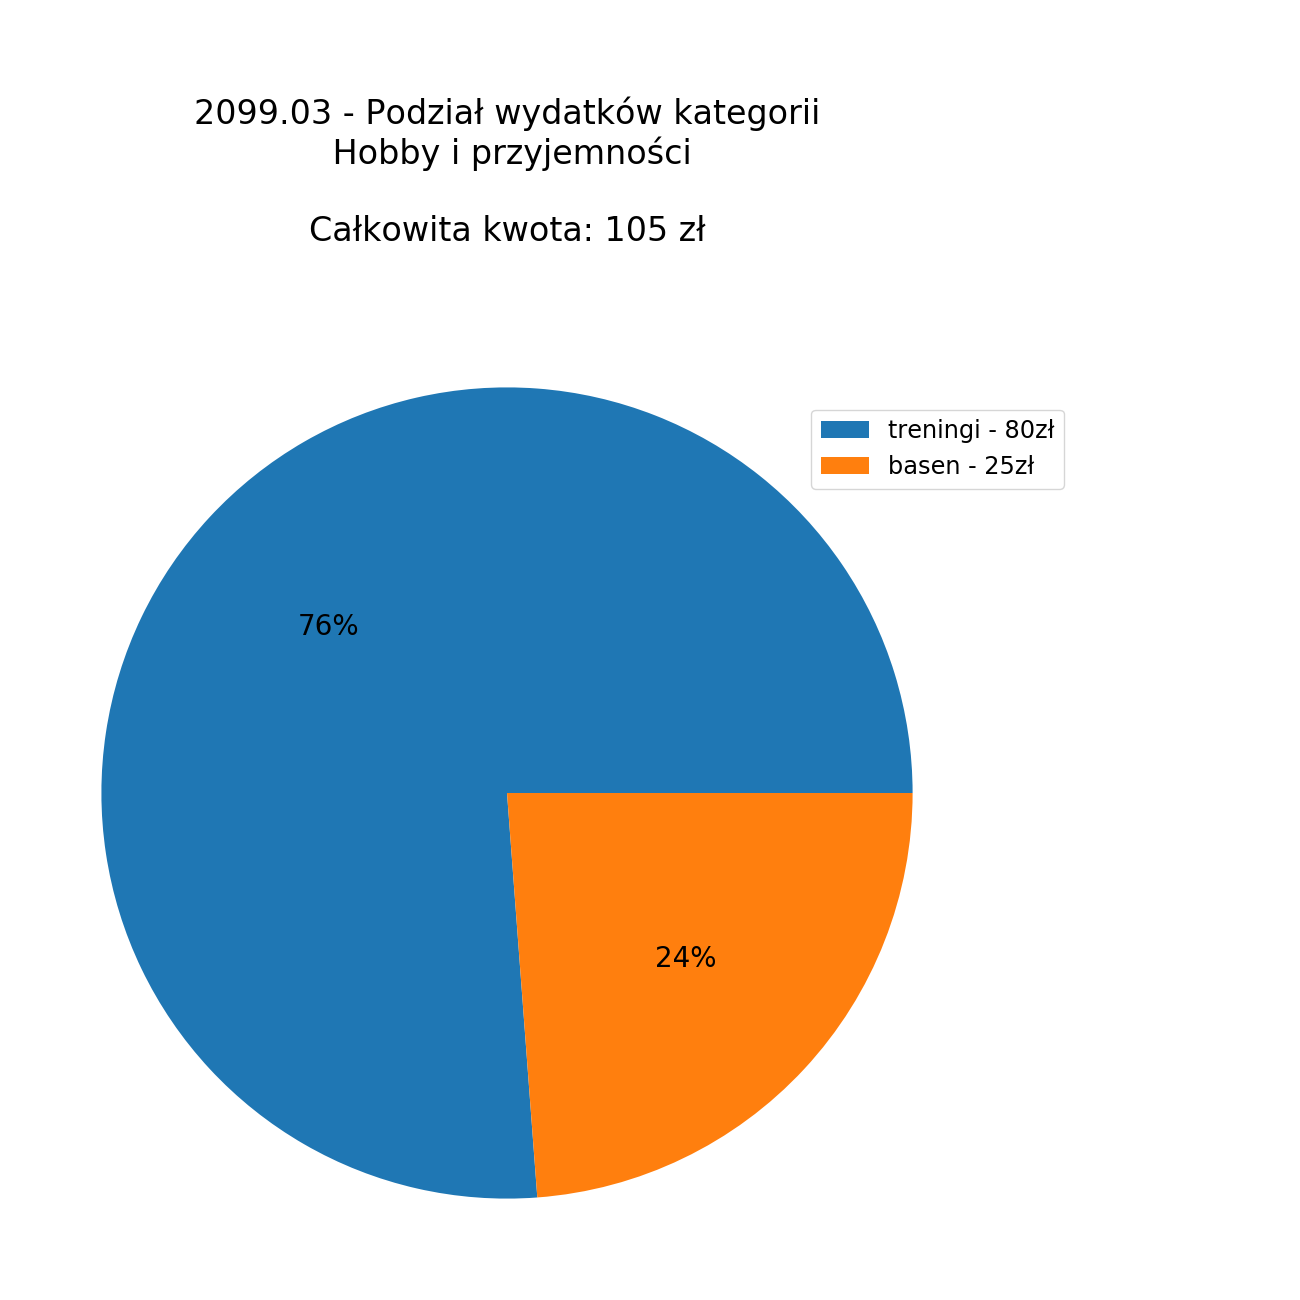 2099.03 - Podział wydatków kategorii
Hobby i przyjemności
Całkowita kwota: 105 zł
treningi - 80zł
basen - 25zł
76%
24%